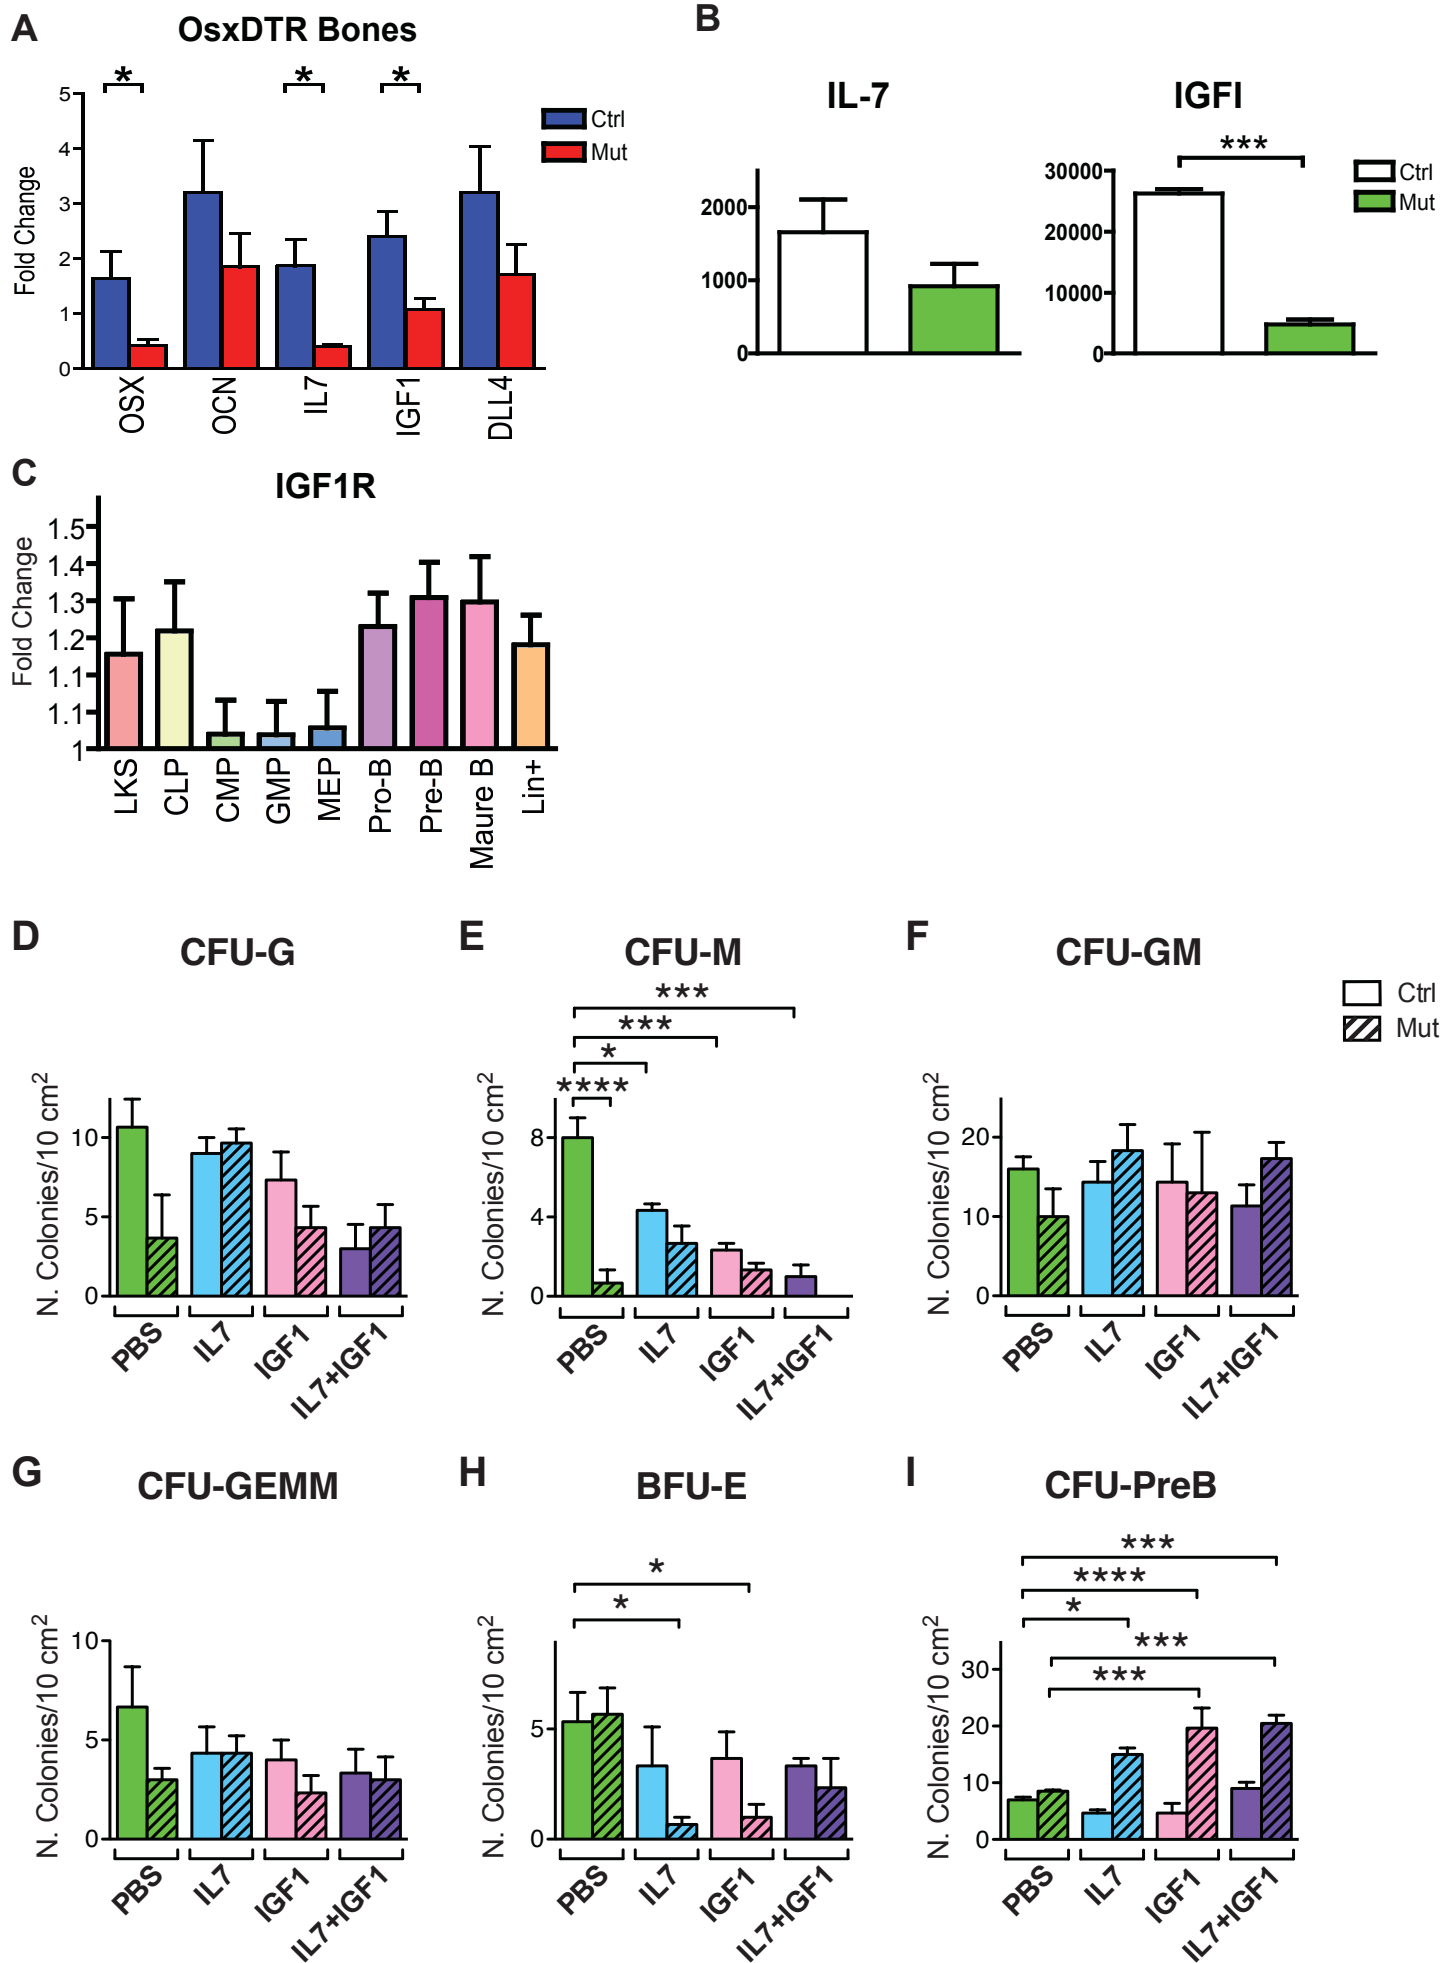 A
OsxDTR Bones
* * *
5
4
3
2
1
0
Fold Change
Ctrl
Mut
OSX
OCN
IL7
IGF1
DLL4
B
IL-7
2000
1000
0
IGFI
***
30000
20000
10000
0
Ctrl
Mut
C
IGF1R
1.5
1.4
1.3
1.2
1.1
1.1
1
Fold Change
LKS
CLP
CMP
GMP
MEP
Pro-B
Pre-B
Maure B
Lin+
D
CFU-G
N. Colonies/10 cm²
10
5
0
PBS
IL7
IGF1
IL7+IGF1
E
CFU-M
***
***
*
****
N. Colonies/10 cm²
8
4
0
PBS
IL7
IGF1
IL7+IGF1
F
CFU-GM
Ctrl
Mut
N. Colonies/10 cm²
20
10
0
PBS
IL7
IGF1
IL7+IGF1
G
CFU-GEMM
N. Colonies/10 cm²
10
5
0
PBS
IL7
IGF1
IL7+IGF1
H
BFU-E
*
*
N. Colonies/10 cm²
5
0
PBS
IL7
IGF1
IL7+IGF1
I
CFU-PreB
***
****
*
***
***
N. Colonies/10 cm²
30
20
10
0
PBS
IL7
IGF1
IL7+IGF1